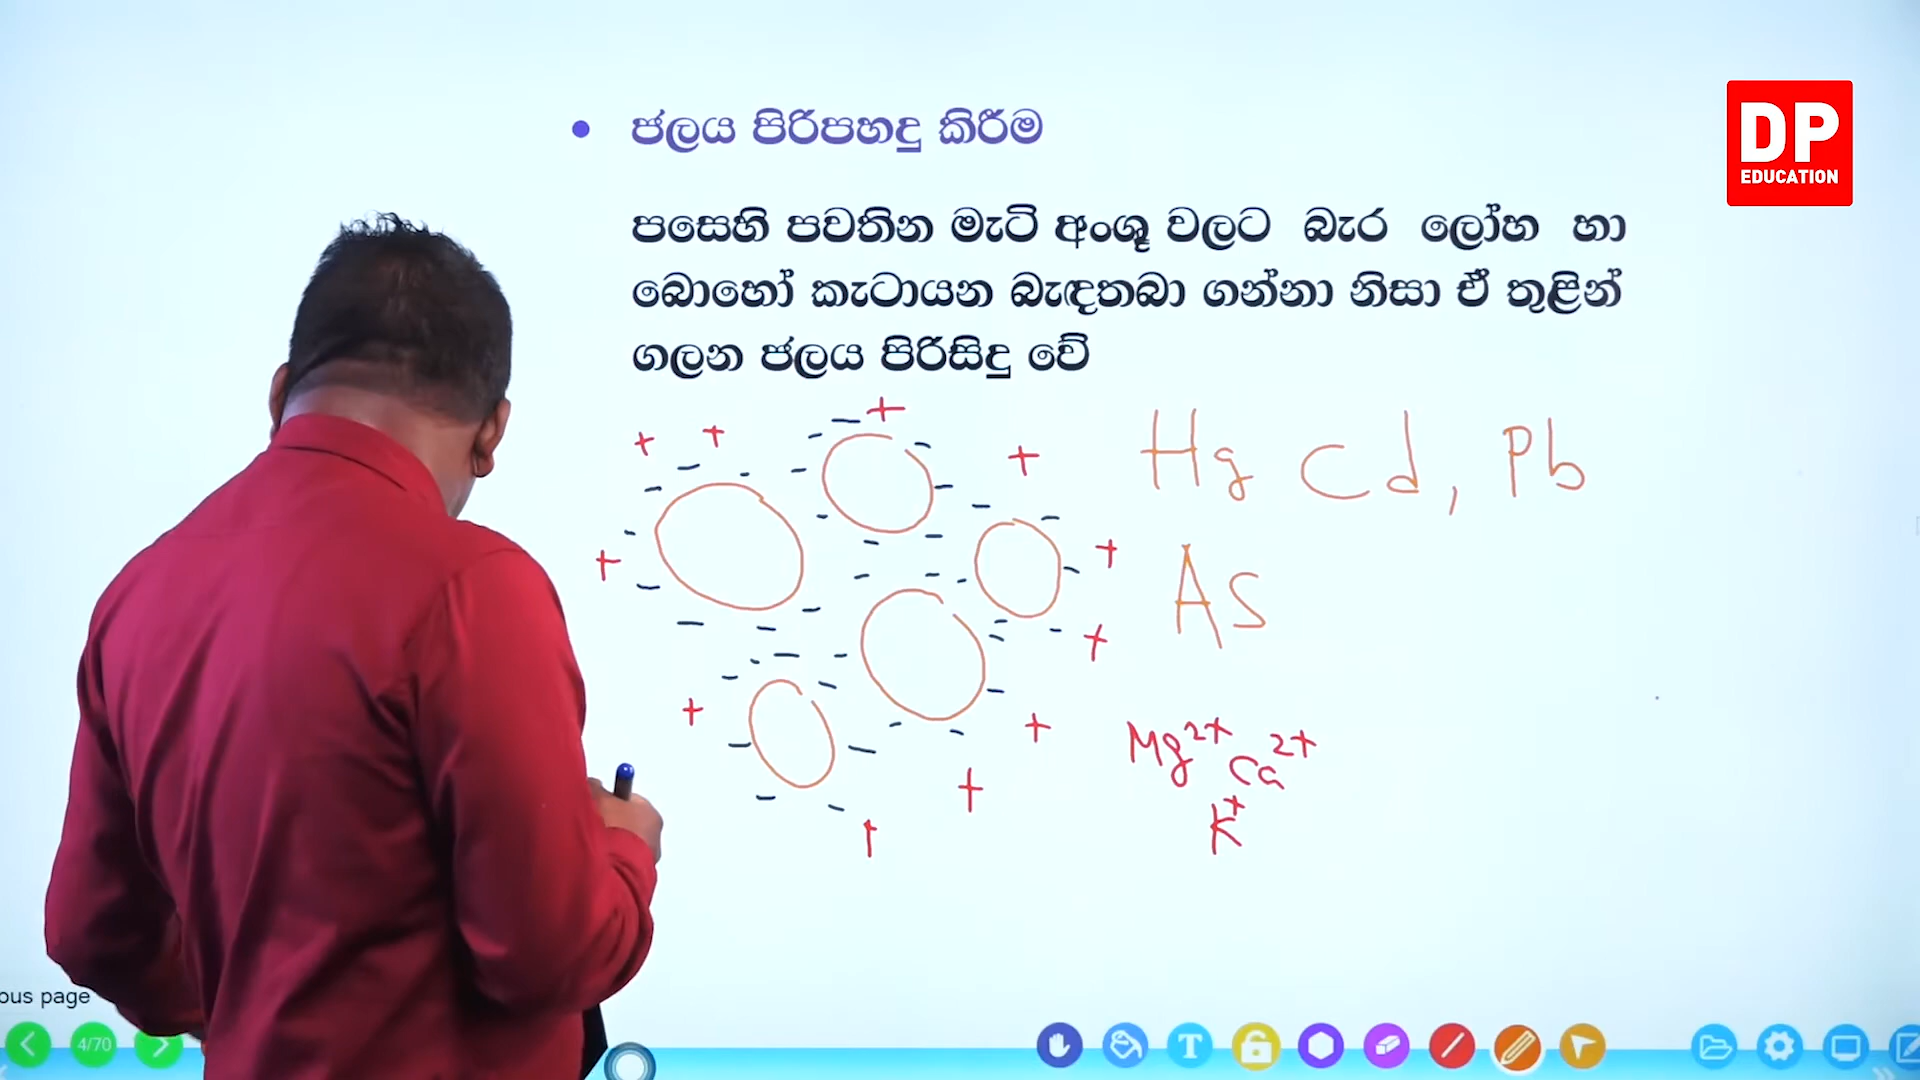 DP
EDUCATION
• ජලය පිරිපහදු කිරීම
පසෙහි පවතින මැටි අංශූ වලට බැර ලෝහ හා
බොහෝ කැටායන බැඳතබා ගන්නා නිසා ඒ තුළින්
ගලන ජලය පිරිසිදු වේ
Hg Cd, Pb
As
Mg²⁺ Ca²⁺
K⁺
ous page
4/70
T